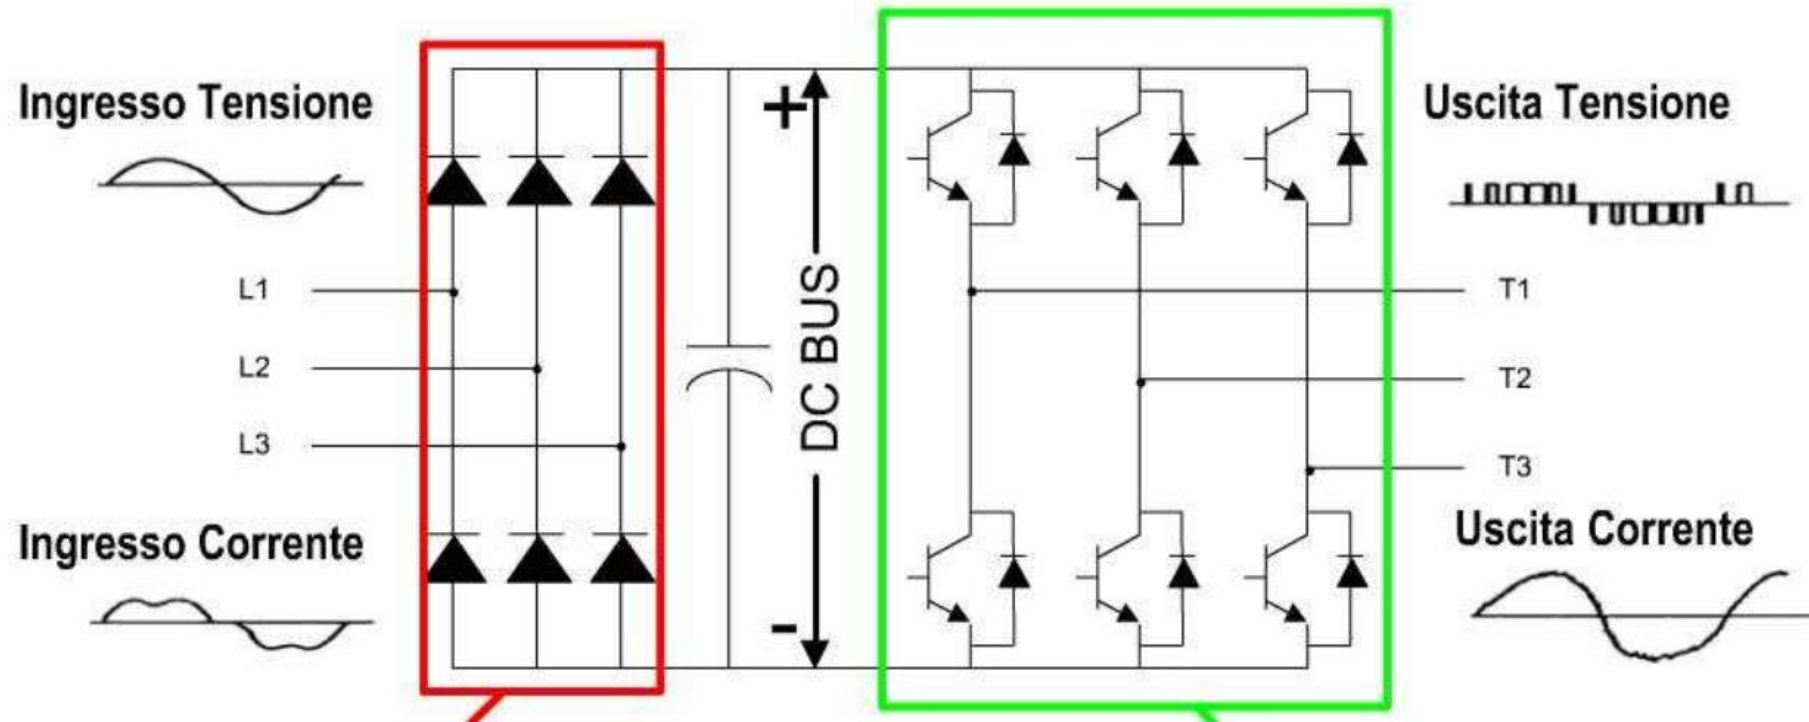 Ingresso Tensione
L1
L2
L3
Ingresso Corrente
+
DC BUS
-
Uscita Tensione
T1
T2
T3
Uscita Corrente